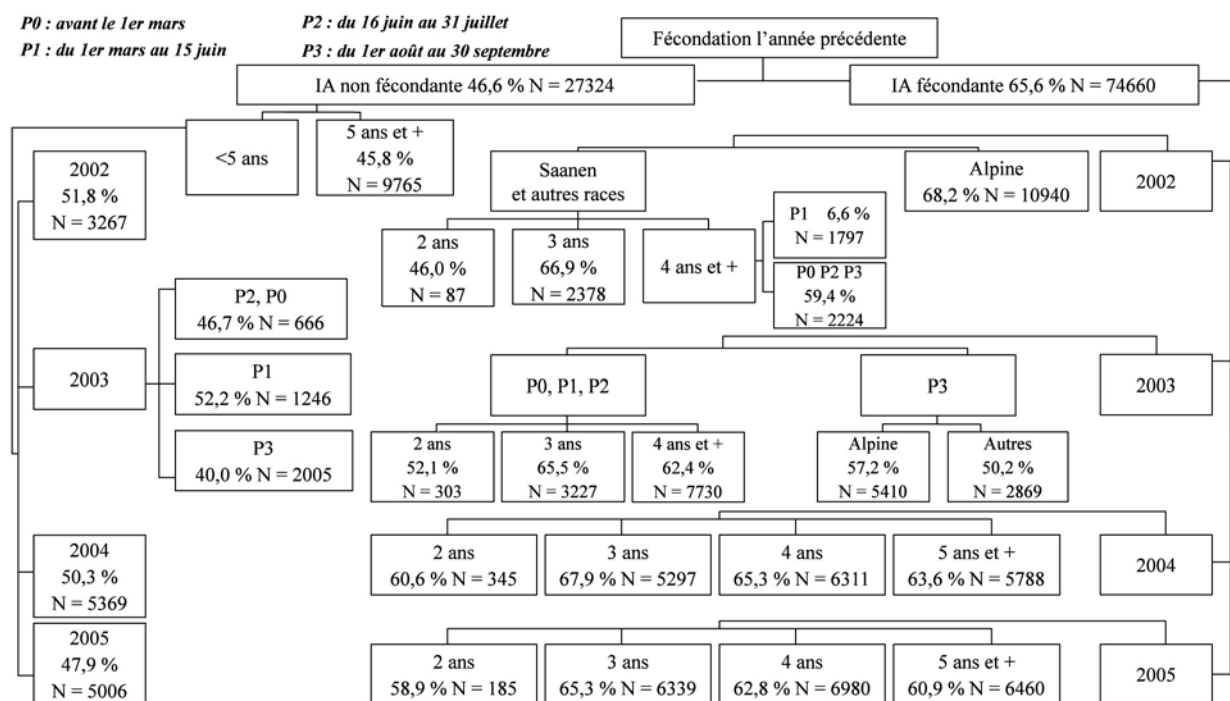 P0 : avant le 1er mars
P2 : du 16 juin au 31 juillet
P1 : du 1er mars au 15 juin
P3 : du 1er août au 30 septembre
Fécondation l'année précédente
IA non fécondante 46,6 % N = 27324
IA fécondante 65,6 % N = 74660
<5 ans
5 ans et +
45,8 %
N = 9765
2002
51,8 %
N = 3267
Saanen
et autres races
Alpine
68,2 % N = 10940
2002
2 ans
46,0 %
N = 87
3 ans
66,9 %
N = 2378
4 ans et +
P1 6,6 %
N = 1797
P0 P2 P3
59,4 %
N = 2224
2003
P2, P0
46,7 % N = 666
P1
52,2 % N = 1246
P3
40,0 % N = 2005
P0, P1, P2
P3
2003
2 ans
52,1 %
N = 303
3 ans
65,5 %
N = 3227
4 ans et +
62,4 %
N = 7730
Alpine
57,2 %
N = 5410
Autres
50,2 %
N = 2869
2004
50,3 %
N = 5369
2 ans
60,6 % N = 345
3 ans
67,9 % N = 5297
4 ans
65,3 % N = 6311
5 ans et +
63,6 % N = 5788
2004
2005
47,9 %
N = 5006
2 ans
58,9 % N = 185
3 ans
65,3 % N = 6339
4 ans
62,8 % N = 6980
5 ans et +
60,9 % N = 6460
2005